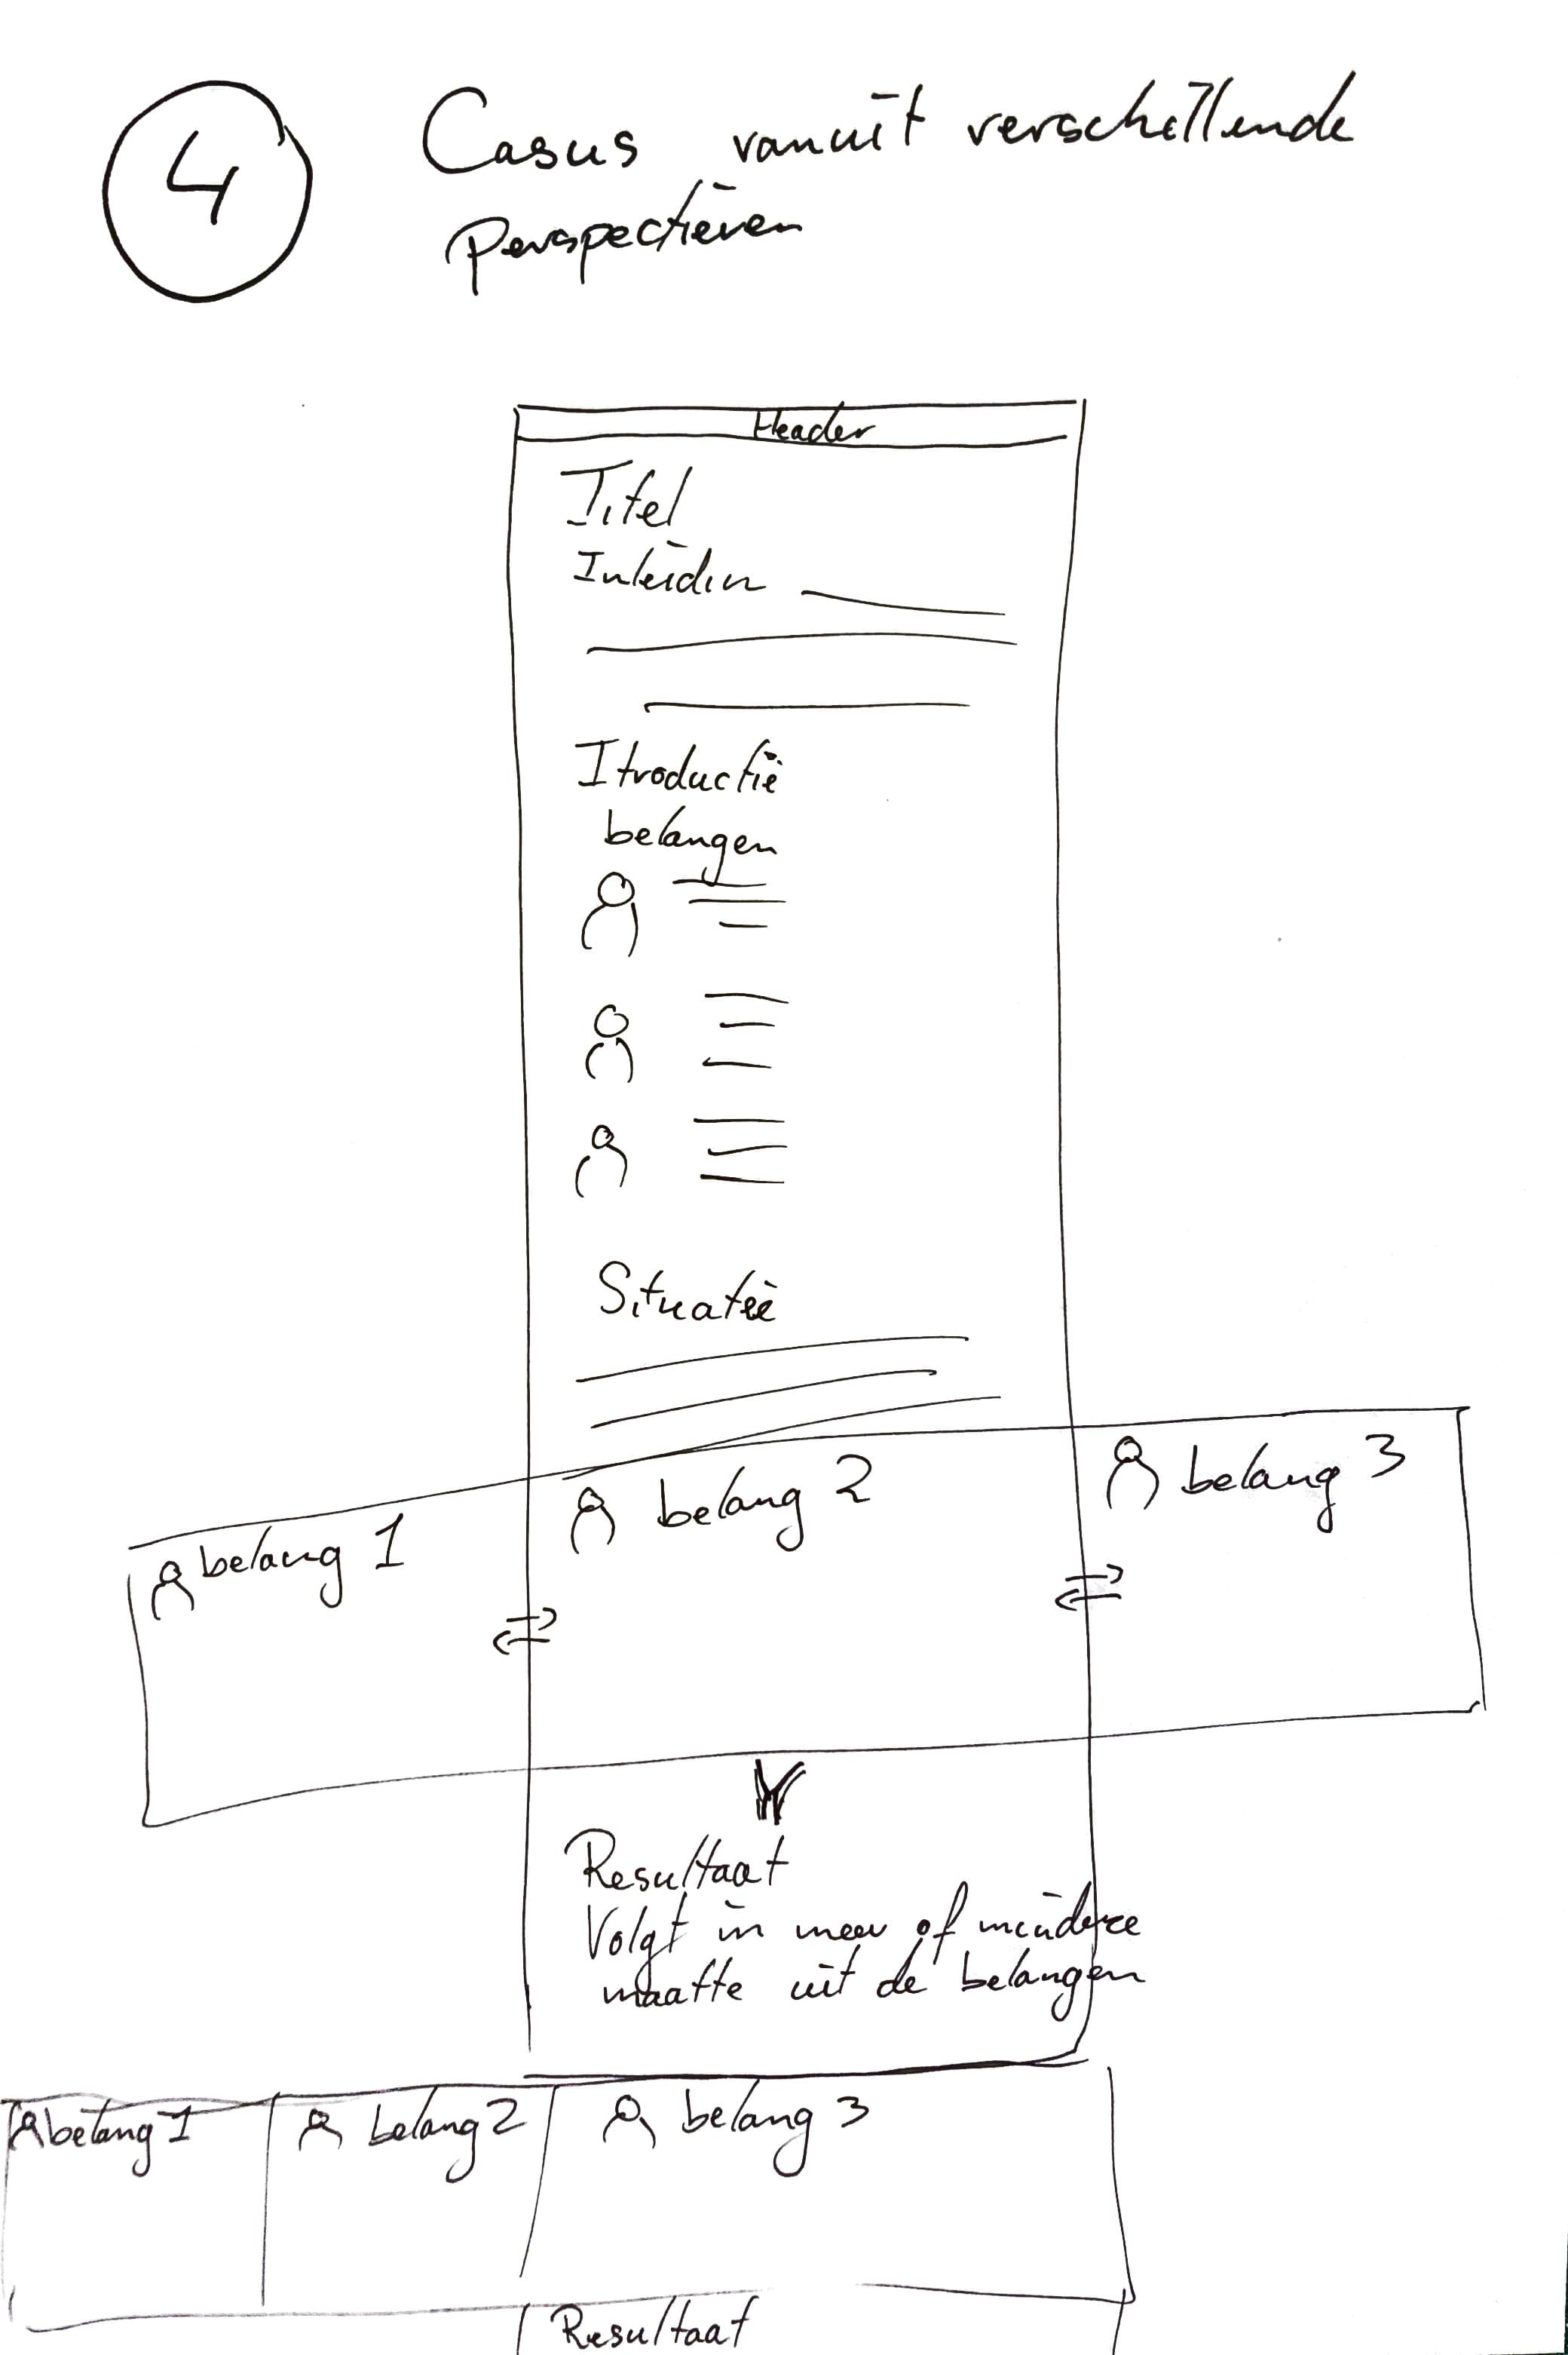 4
Casus vanuit verschillende
perspectieven
Header
Titel
Inleidin
Itroductie
belangen
Situatie
belang 1
belang 2
belang 3
Resultaat
Volgt in meer of mindere
maatte uit de belangen
belang 1
belang 2
belang 3
Resultaat